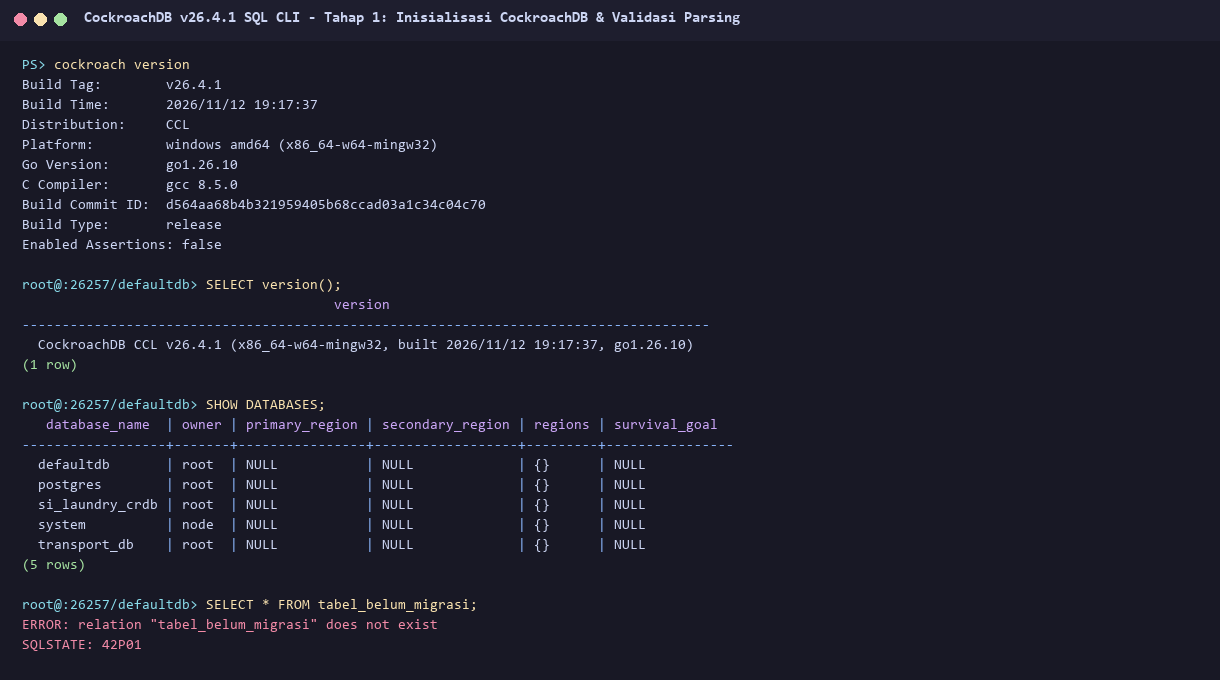 CockroachDB v26.4.1 SQL CLI - Tahap 1: Inisialisasi CockroachDB & Validasi Parsing
PS> cockroach version
Build Tag:        v26.4.1
Build Time:       2026/11/12 19:17:37
Distribution:     CCL
Platform:         windows amd64 (x86_64-w64-mingw32)
Go Version:       go1.26.10
C Compiler:       gcc 8.5.0
Build Commit ID:  d564aa68b4b321959405b68ccad03a1c34c04c70
Build Type:       release
Enabled Assertions: false
root@:26257/defaultdb> SELECT version();
                                       version
--------------------------------------------------------------------------------------
  CockroachDB CCL v26.4.1 (x86_64-w64-mingw32, built 2026/11/12 19:17:37, go1.26.10)
(1 row)
root@:26257/defaultdb> SHOW DATABASES;
   database_name  | owner | primary_region | secondary_region | regions | survival_goal
------------------+-------+----------------+------------------+---------+----------------
  defaultdb       | root  | NULL           | NULL             | {}      | NULL
  postgres        | root  | NULL           | NULL             | {}      | NULL
  si_laundry_crdb | root  | NULL           | NULL             | {}      | NULL
  system          | node  | NULL           | NULL             | {}      | NULL
  transport_db    | root  | NULL           | NULL             | {}      | NULL
(5 rows)
root@:26257/defaultdb> SELECT * FROM tabel_belum_migrasi;
ERROR: relation "tabel_belum_migrasi" does not exist
SQLSTATE: 42P01